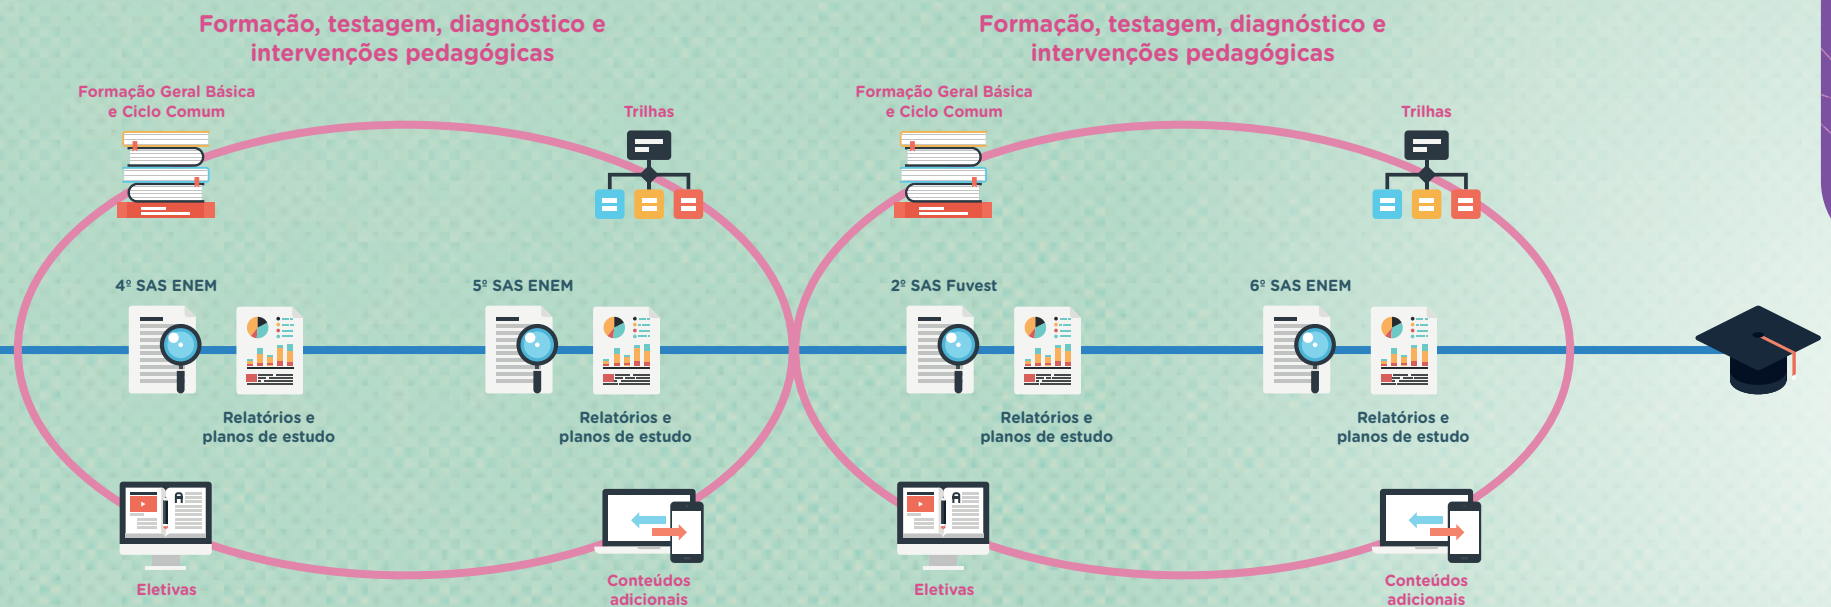 Formação, testagem, diagnóstico e
intervenções pedagógicas
Formação Geral Básica
e Ciclo Comum
Trilhas
4º SAS ENEM
5º SAS ENEM
Relatórios e
planos de estudo
Relatórios e
planos de estudo
Eletivas
Conteúdos
adicionais
Formação, testagem, diagnóstico e
intervenções pedagógicas
Formação Geral Básica
e Ciclo Comum
Trilhas
2º SAS Fuvest
6º SAS ENEM
Relatórios e
planos de estudo
Relatórios e
planos de estudo
Eletivas
Conteúdos
adicionais